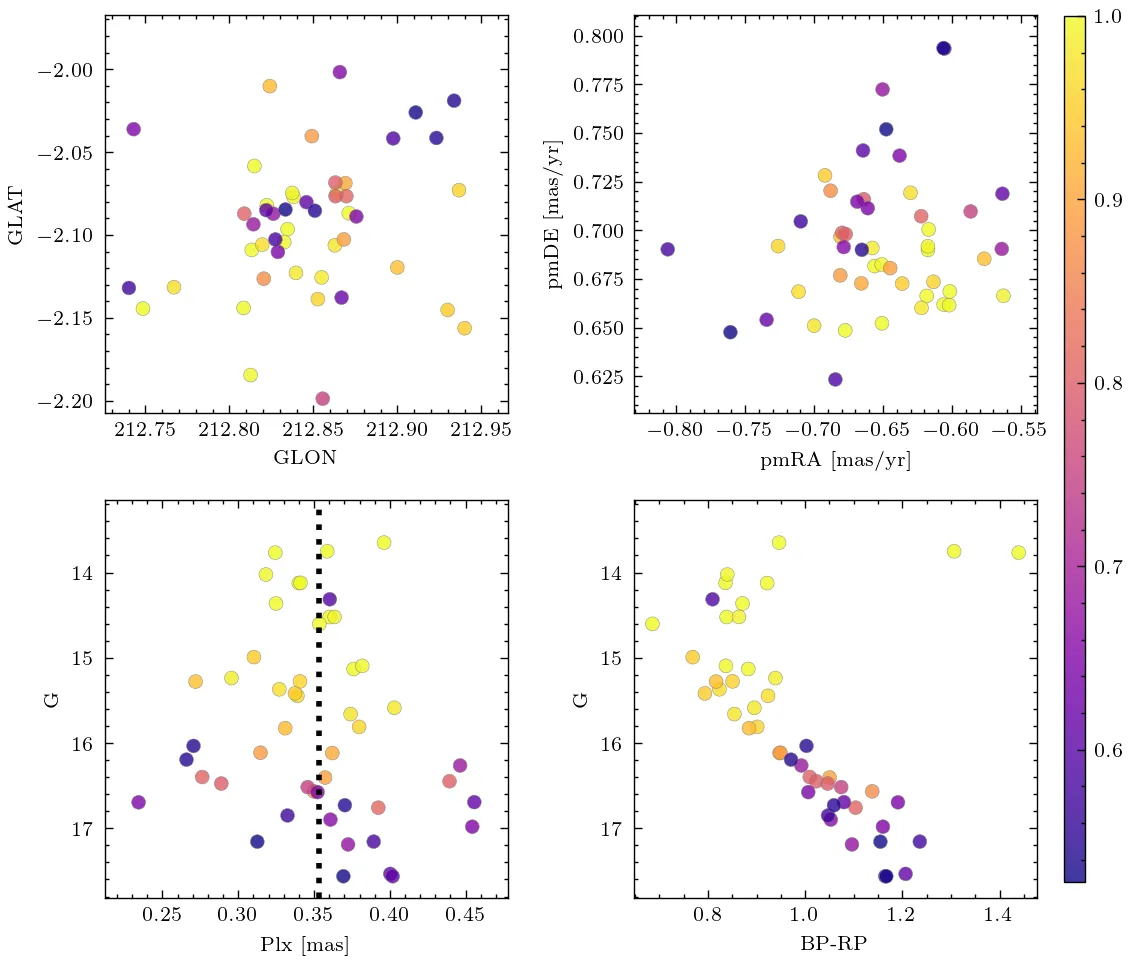 −2.00
−2.05
−2.10
−2.15
−2.20
GLAT
212.75 212.80 212.85 212.90 212.95
GLON
0.800
0.775
0.750
0.725
0.700
0.675
0.650
0.625
pmDE [mas/yr]
−0.80 −0.75 −0.70 −0.65 −0.60 −0.55
pmRA [mas/yr]
1.0
0.9
0.8
0.7
0.6
14
15
16
17
G
0.25 0.30 0.35 0.40 0.45
Plx [mas]
14
15
16
17
G
0.8 1.0 1.2 1.4
BP-RP